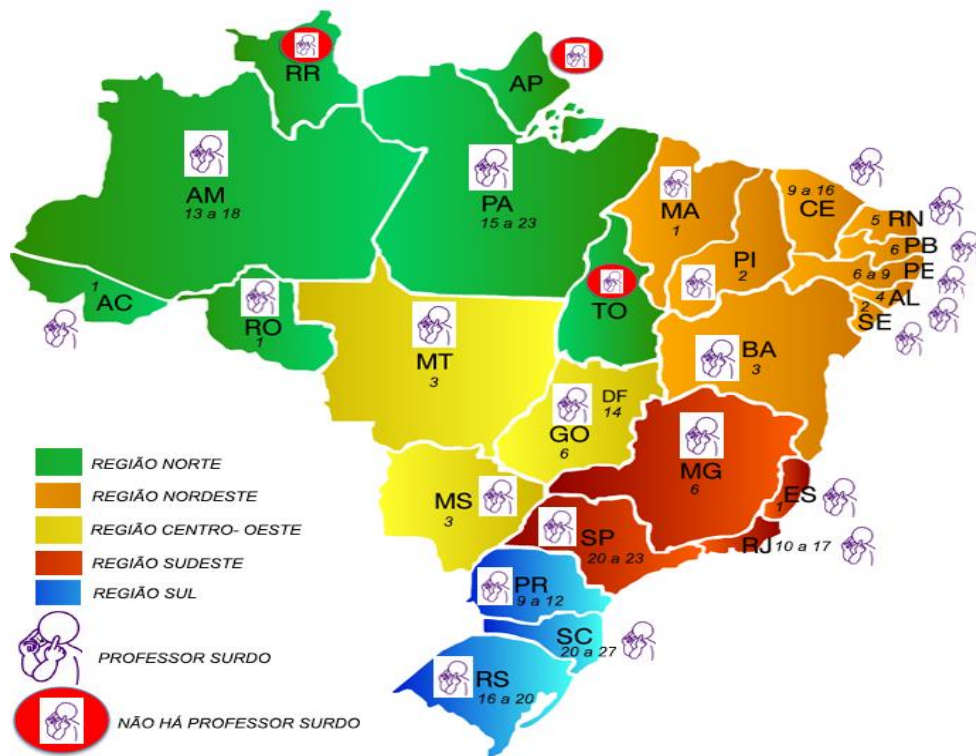 RR
AP
AM
13 a 18
PA
15 a 23
MA
1
9 a 16
CE
5 RN
6 PB
PI
2
6 a 9 PE
4 AL
2
SE
1
AC
RO
1
TO
MT
3
BA
3
DF
14
GO
6
MG
6
MS
3
1 ES
SP
20 a 23
RJ 10 a 17
PR
9 a 12
SC
20 a 27
RS
16 a 20
REGIÃO NORTE
REGIÃO NORDESTE
REGIÃO CENTRO- OESTE
REGIÃO SUDESTE
REGIÃO SUL
PROFESSOR SURDO
NÃO HÁ PROFESSOR SURDO